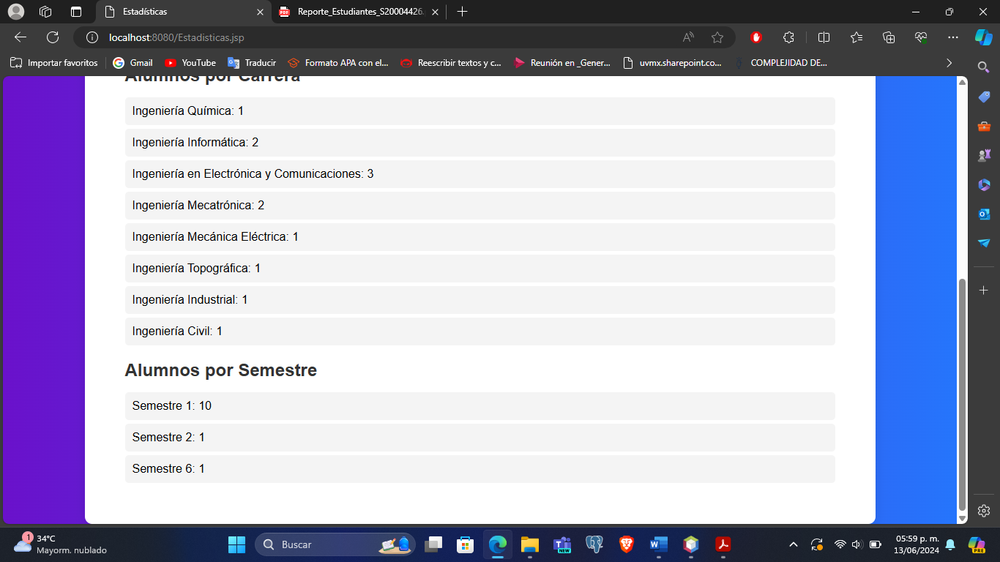 Estadísticas
Reporte_Estudiantes_S20004426.
localhost:8080/Estadisticas.jsp
Importar favoritos
Gmail
YouTube
Traducir
Formato APA con el...
Reescribir textos y c...
Reunión en _Gener...
uvmx.sharepoint.co...
COMPLEJIDAD DE...
Alumnos por Carrera
Ingeniería Química: 1
Ingeniería Informática: 2
Ingeniería en Electrónica y Comunicaciones: 3
Ingeniería Mecatrónica: 2
Ingeniería Mecánica Eléctrica: 1
Ingeniería Topográfica: 1
Ingeniería Industrial: 1
Ingeniería Civil: 1
Alumnos por Semestre
Semestre 1: 10
Semestre 2: 1
Semestre 6: 1
1
34°C
Mayorm. nublado
Buscar
NEW
05:59 p. m.
13/06/2024
PRE